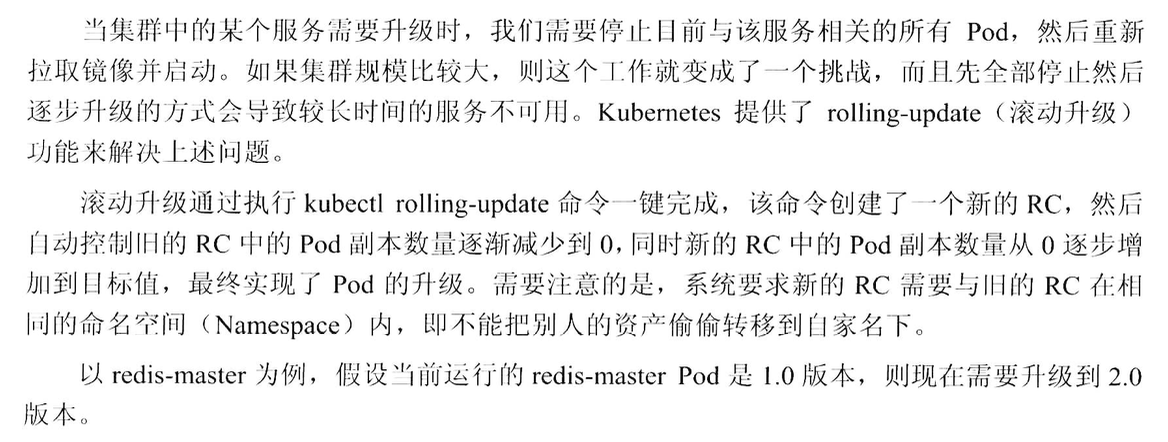 当集群中的某个服务需要升级时，我们需要停止目前与该服务相关的所有 Pod，然后重新
拉取镜像并启动。如果集群规模比较大，则这个工作就变成了一个挑战，而且先全部停止然后
逐步升级的方式会导致较长时间的服务不可用。Kubernetes 提供了 rolling-update（滚动升级）
功能来解决上述问题。
滚动升级通过执行 kubectl rolling-update 命令一键完成，该命令创建了一个新的 RC，然后
自动控制旧的 RC 中的 Pod 副本数量逐渐减少到 0，同时新的 RC 中的 Pod 副本数量从 0 逐步增
加到目标值，最终实现了 Pod 的升级。需要注意的是，系统要求新的 RC 需要与旧的 RC 在相
同的命名空间（Namespace）内，即不能把别人的资产偷偷转移到自家名下。
以 redis-master 为例，假设当前运行的 redis-master Pod 是 1.0 版本，则现在需要升级到 2.0
版本。